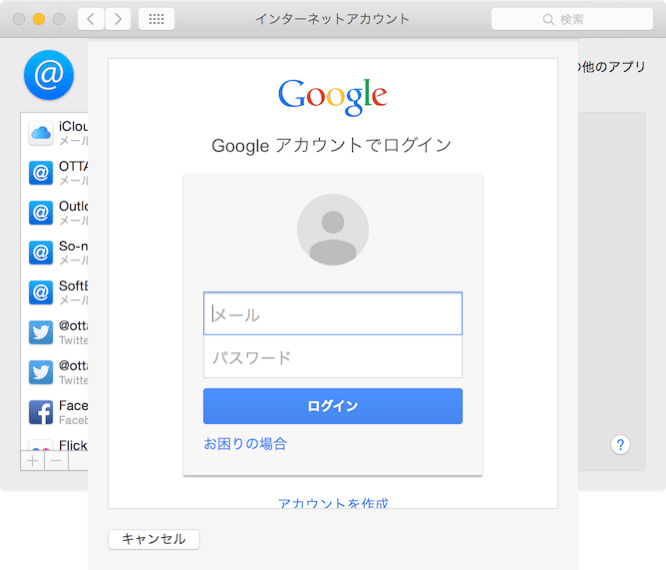 インターネットアカウント
検索
の他のアプリ
Google
Google アカウントでログイン
iClou
メール
OTTA
メール
Outlo
メール
So-n
メール
SoftB
メール
@otta
Twitte
@otta
Twitte
Face
Faceb
Flick
メール
パスワード
ログイン
お困りの場合
アカウントを作成
キャンセル